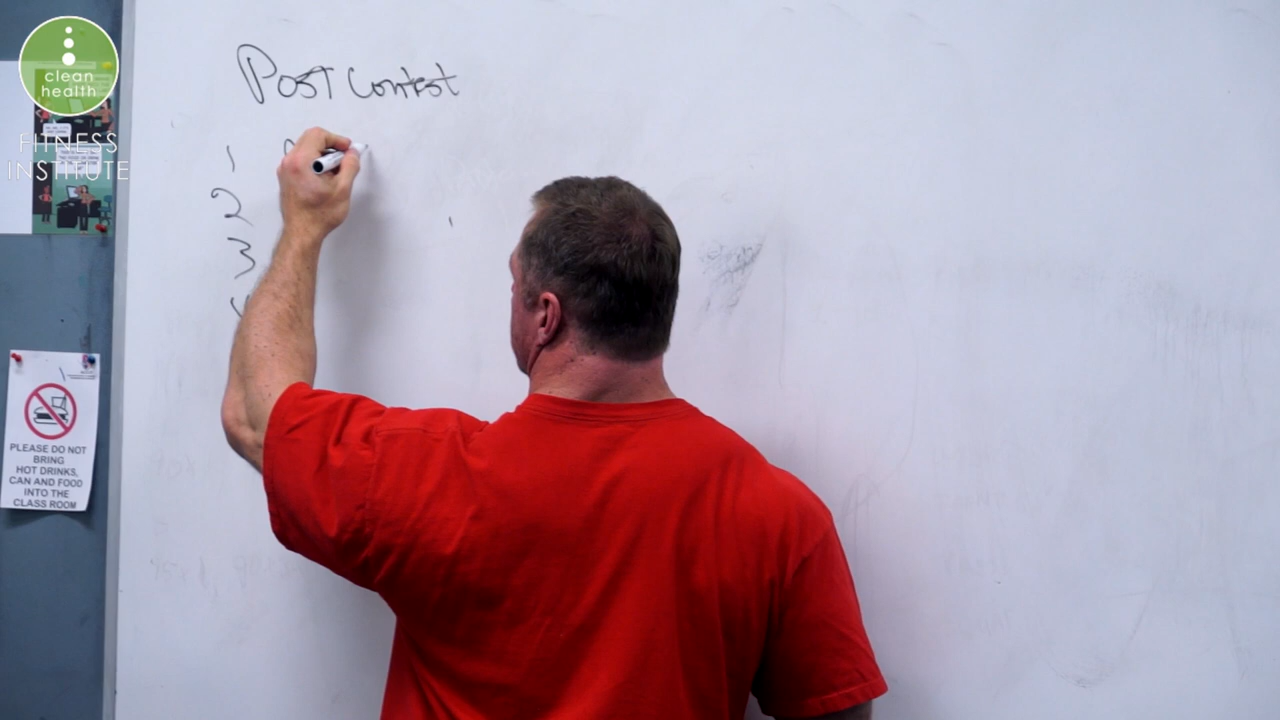 clean
health
FITNESS
INSTITUTE
Post Contest
1
2
3
PLEASE DO NOT
BRING
HOT DRINKS,
CAN AND FOOD
INTO THE
CLASS ROOM